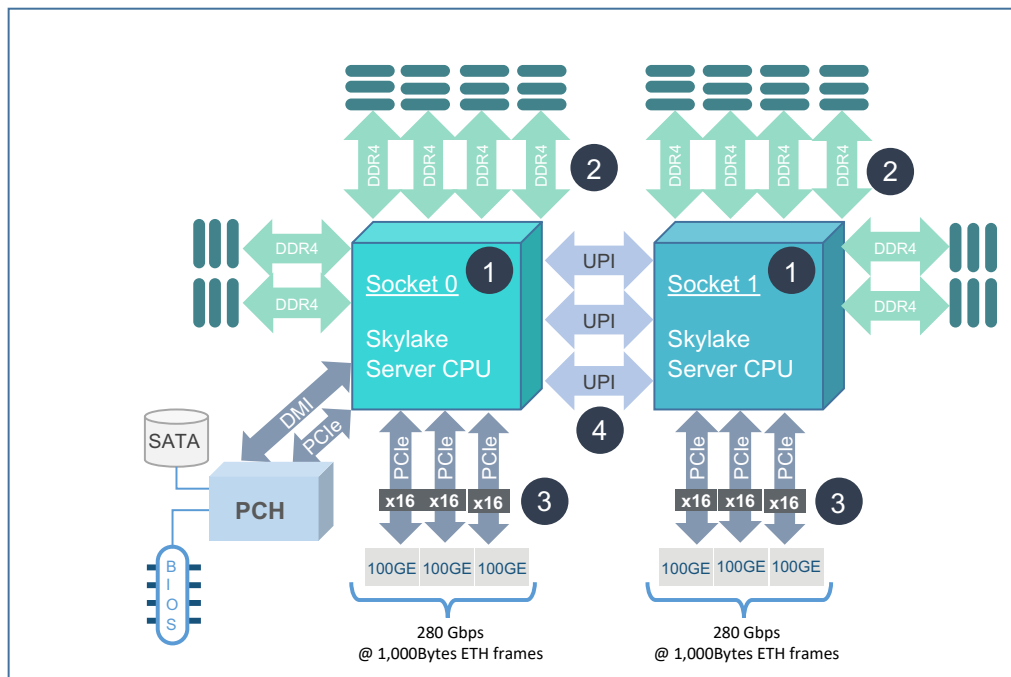 DDR4
DDR4
DDR4
DDR4
2
DDR4
DDR4
DDR4
DDR4
2
DDR4
DDR4
1
Socket 0
Skylake
Server CPU
UPI
UPI
UPI
4
1
Socket 1
Skylake
Server CPU
DDR4
DDR4
DMI
PCIe
SATA
PCH
BIOS
PCIe
PCIe
PCIe
x16
x16
x16
3
100GE
100GE
100GE
280 Gbps
@ 1,000Bytes ETH frames
PCIe
PCIe
PCIe
x16
x16
x16
3
100GE
100GE
100GE
280 Gbps
@ 1,000Bytes ETH frames